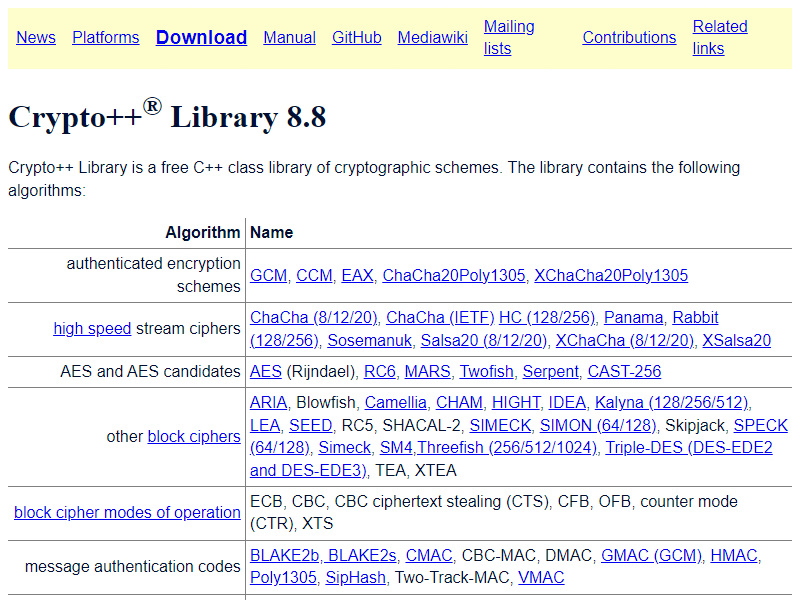 News Platforms Download Manual GitHub Mediawiki Mailing lists Contributions Related links
Crypto++® Library 8.8
Crypto++ Library is a free C++ class library of cryptographic schemes. The library contains the following
algorithms:
Algorithm Name
authenticated encryption
schemes
GCM, CCM, EAX, ChaCha20Poly1305, XChaCha20Poly1305
high speed stream ciphers
ChaCha (8/12/20), ChaCha (IETF) HC (128/256), Panama, Rabbit
(128/256), Sosemanuk, Salsa20 (8/12/20), XChaCha (8/12/20), XSalsa20
AES and AES candidates
AES (Rijndael), RC6, MARS, Twofish, Serpent, CAST-256
other block ciphers
ARIA, Blowfish, Camellia, CHAM, HIGHT, IDEA, Kalyna (128/256/512),
LEA, SEED, RC5, SHACAL-2, SIMECK, SIMON (64/128), Skipjack, SPECK
(64/128), Simeck, SM4,Threefish (256/512/1024), Triple-DES (DES-EDE2
and DES-EDE3), TEA, XTEA
block cipher modes of operation
ECB, CBC, CBC ciphertext stealing (CTS), CFB, OFB, counter mode
(CTR), XTS
message authentication codes
BLAKE2b, BLAKE2s, CMAC, CBC-MAC, DMAC, GMAC (GCM), HMAC,
Poly1305, SipHash, Two-Track-MAC, VMAC